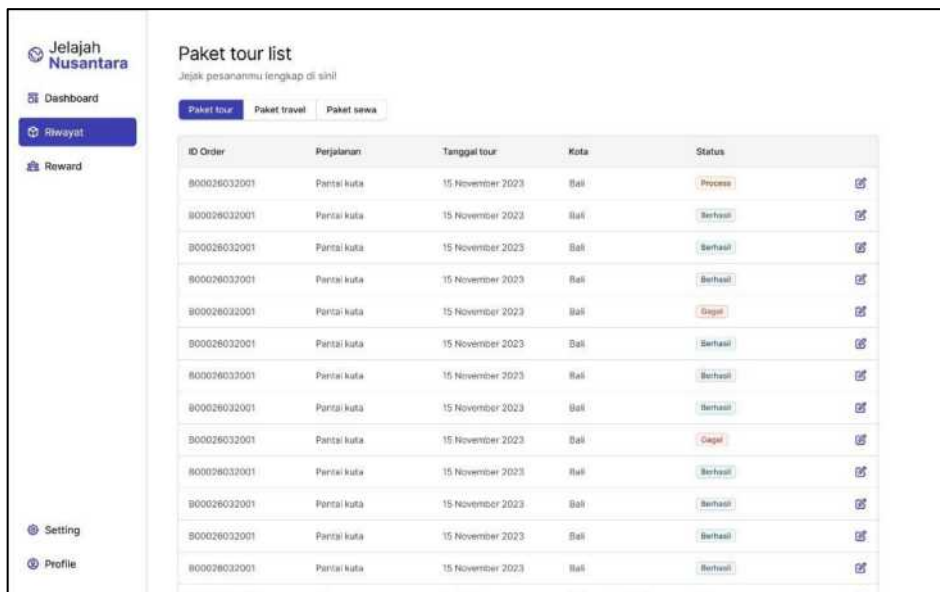 Jelajah
Nusantara
Dashboard
Riwayat
Reward
Setting
Profile
Paket tour list
Jejak pesananmu lengkap di sini!
Paket tour Paket travel Paket sewa
ID Order Perjalanan Tanggal tour Kota Status
B00026032001 Pantai kuta 15 November 2023 Bali Process
B00026032001 Pantai kuta 15 November 2023 Bali Berhasil
B00026032001 Pantai kuta 15 November 2023 Bali Berhasil
B00026032001 Pantai kuta 15 November 2023 Bali Berhasil
B00026032001 Pantai kuta 15 November 2023 Bali Gagal
B00026032001 Pantai kuta 15 November 2023 Bali Berhasil
B00026032001 Pantai kuta 15 November 2023 Bali Berhasil
B00026032001 Pantai kuta 15 November 2023 Bali Berhasil
B00026032001 Pantai kuta 15 November 2023 Bali Gagal
B00026032001 Pantai kuta 15 November 2023 Bali Berhasil
B00026032001 Pantai kuta 15 November 2023 Bali Berhasil
B00026032001 Pantai kuta 15 November 2023 Bali Berhasil
B00026032001 Pantai kuta 15 November 2023 Bali Berhasil